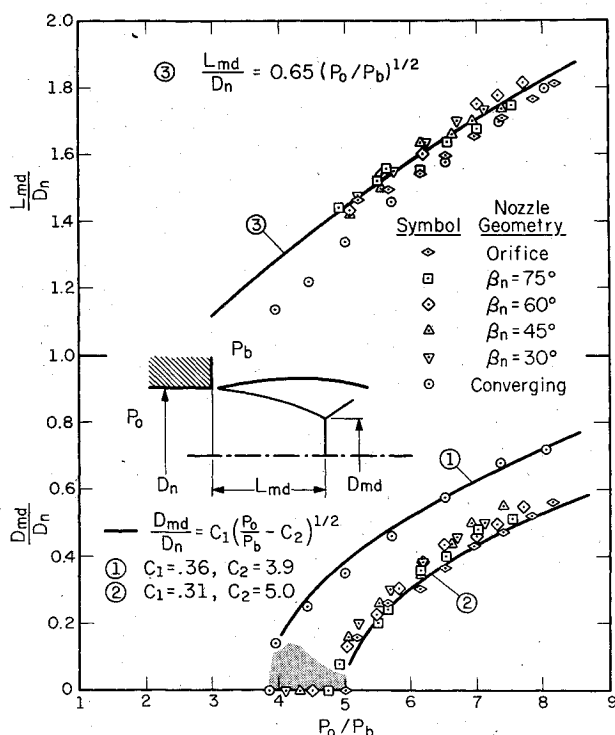 2.0
1.8
1.6
1.4
1.2
1.0
0.8
0.6
0.4
0.2
0
L_md/D_n
D_md/D_n
③ L_md/D_n = 0.65 (P_o/P_b)^1/2
③
Symbol Nozzle Geometry
Orifice
β_n = 75°
β_n = 60°
β_n = 45°
β_n = 30°
Converging
P_b
P_o
D_n
L_md
D_md
①
D_md/D_n = C_1(P_o/P_b - C_2)^1/2
① C_1=.36, C_2=3.9
② C_1=.31, C_2=5.0
②
1 2 3 4 5 6 7 8 9
P_o/P_b